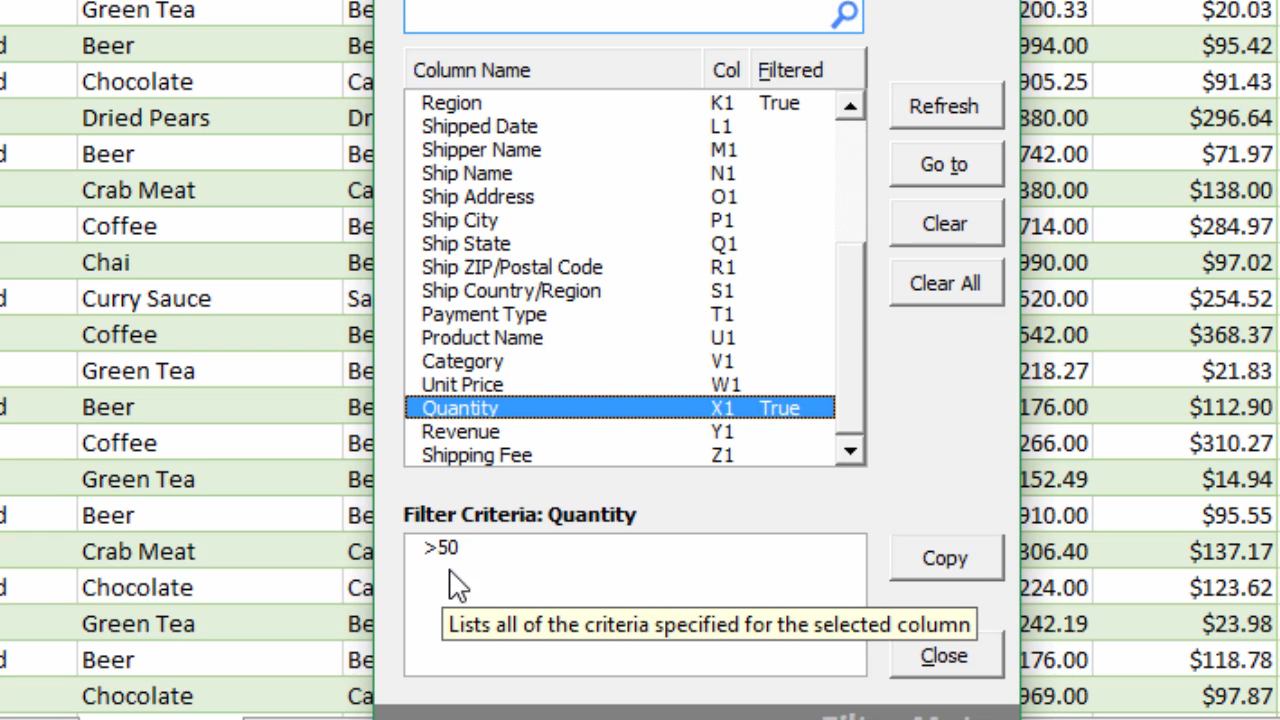 Green Tea 200.33 $20.03
d Beer Be 994.00 $95.42
d Chocolate Ca 905.25 $91.43
Dried Pears Dr 880.00 $296.64
d Beer Be 742.00 $71.97
Crab Meat Ca 380.00 $138.00
Coffee Be 714.00 $284.97
Chai Be 990.00 $97.02
d Curry Sauce Sa 520.00 $254.52
Coffee Be 542.00 $368.37
Green Tea Be 218.27 $21.83
d Beer Be 176.00 $112.90
Coffee Be 266.00 $310.27
Green Tea Be 152.49 $14.94
d Beer Be 910.00 $95.55
Crab Meat Ca 306.40 $137.17
d Chocolate Ca 224.00 $123.62
Green Tea Be 242.19 $23.98
d Beer Be 176.00 $118.78
Chocolate Ca 969.00 $97.87
Column Name Col Filtered
Region K1 True
Shipped Date L1
Shipper Name M1
Ship Name N1
Ship Address O1
Ship City P1
Ship State Q1
Ship ZIP/Postal Code R1
Ship Country/Region S1
Payment Type T1
Product Name U1
Category V1
Unit Price W1
Quantity X1 True
Revenue Y1
Shipping Fee Z1
Refresh
Go to
Clear
Clear All
Filter Criteria: Quantity
>50
Copy
Lists all of the criteria specified for the selected column
Close